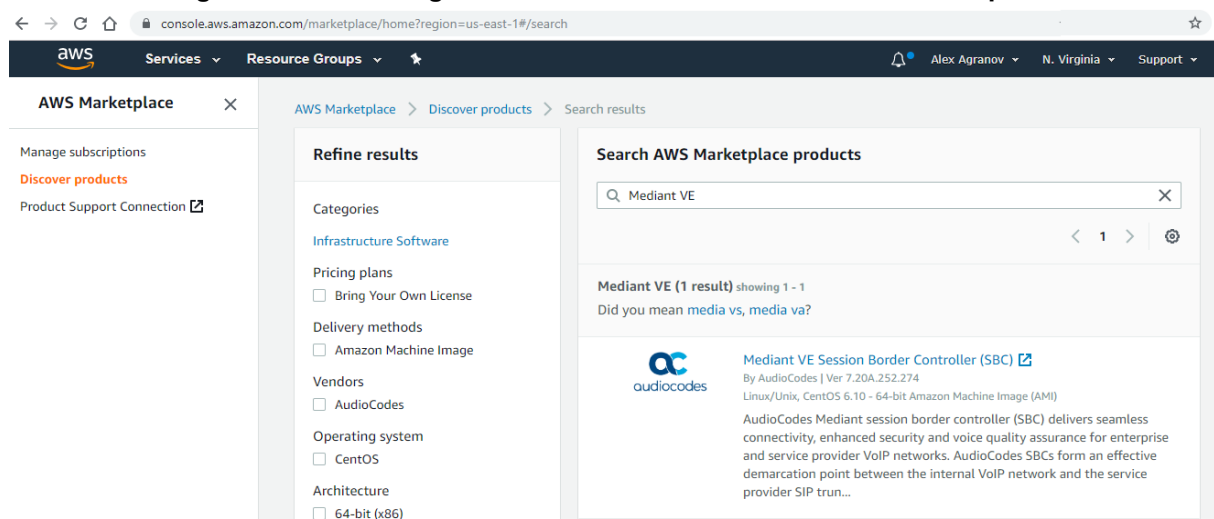 console.aws.amazon.com/marketplace/home?region=us-east-1#/search
aws Services Resource Groups Alex Agranov N. Virginia Support
AWS Marketplace
Manage subscriptions
Discover products
Product Support Connection
AWS Marketplace > Discover products > Search results
Refine results
Categories
Infrastructure Software
Pricing plans
Bring Your Own License
Delivery methods
Amazon Machine Image
Vendors
AudioCodes
Operating system
CentOS
Architecture
64-bit (x86)
Search AWS Marketplace products
Mediant VE
< 1 >
Mediant VE (1 result) showing 1 - 1
Did you mean media vs, media va?
audiocodes
Mediant VE Session Border Controller (SBC)
By AudioCodes | Ver 7.20A.252.274
Linux/Unix, CentOS 6.10 - 64-bit Amazon Machine Image (AMI)
AudioCodes Mediant session border controller (SBC) delivers seamless
connectivity, enhanced security and voice quality assurance for enterprise
and service provider VoIP networks. AudioCodes SBCs form an effective
demarcation point between the internal VoIP network and the service
provider SIP trun...